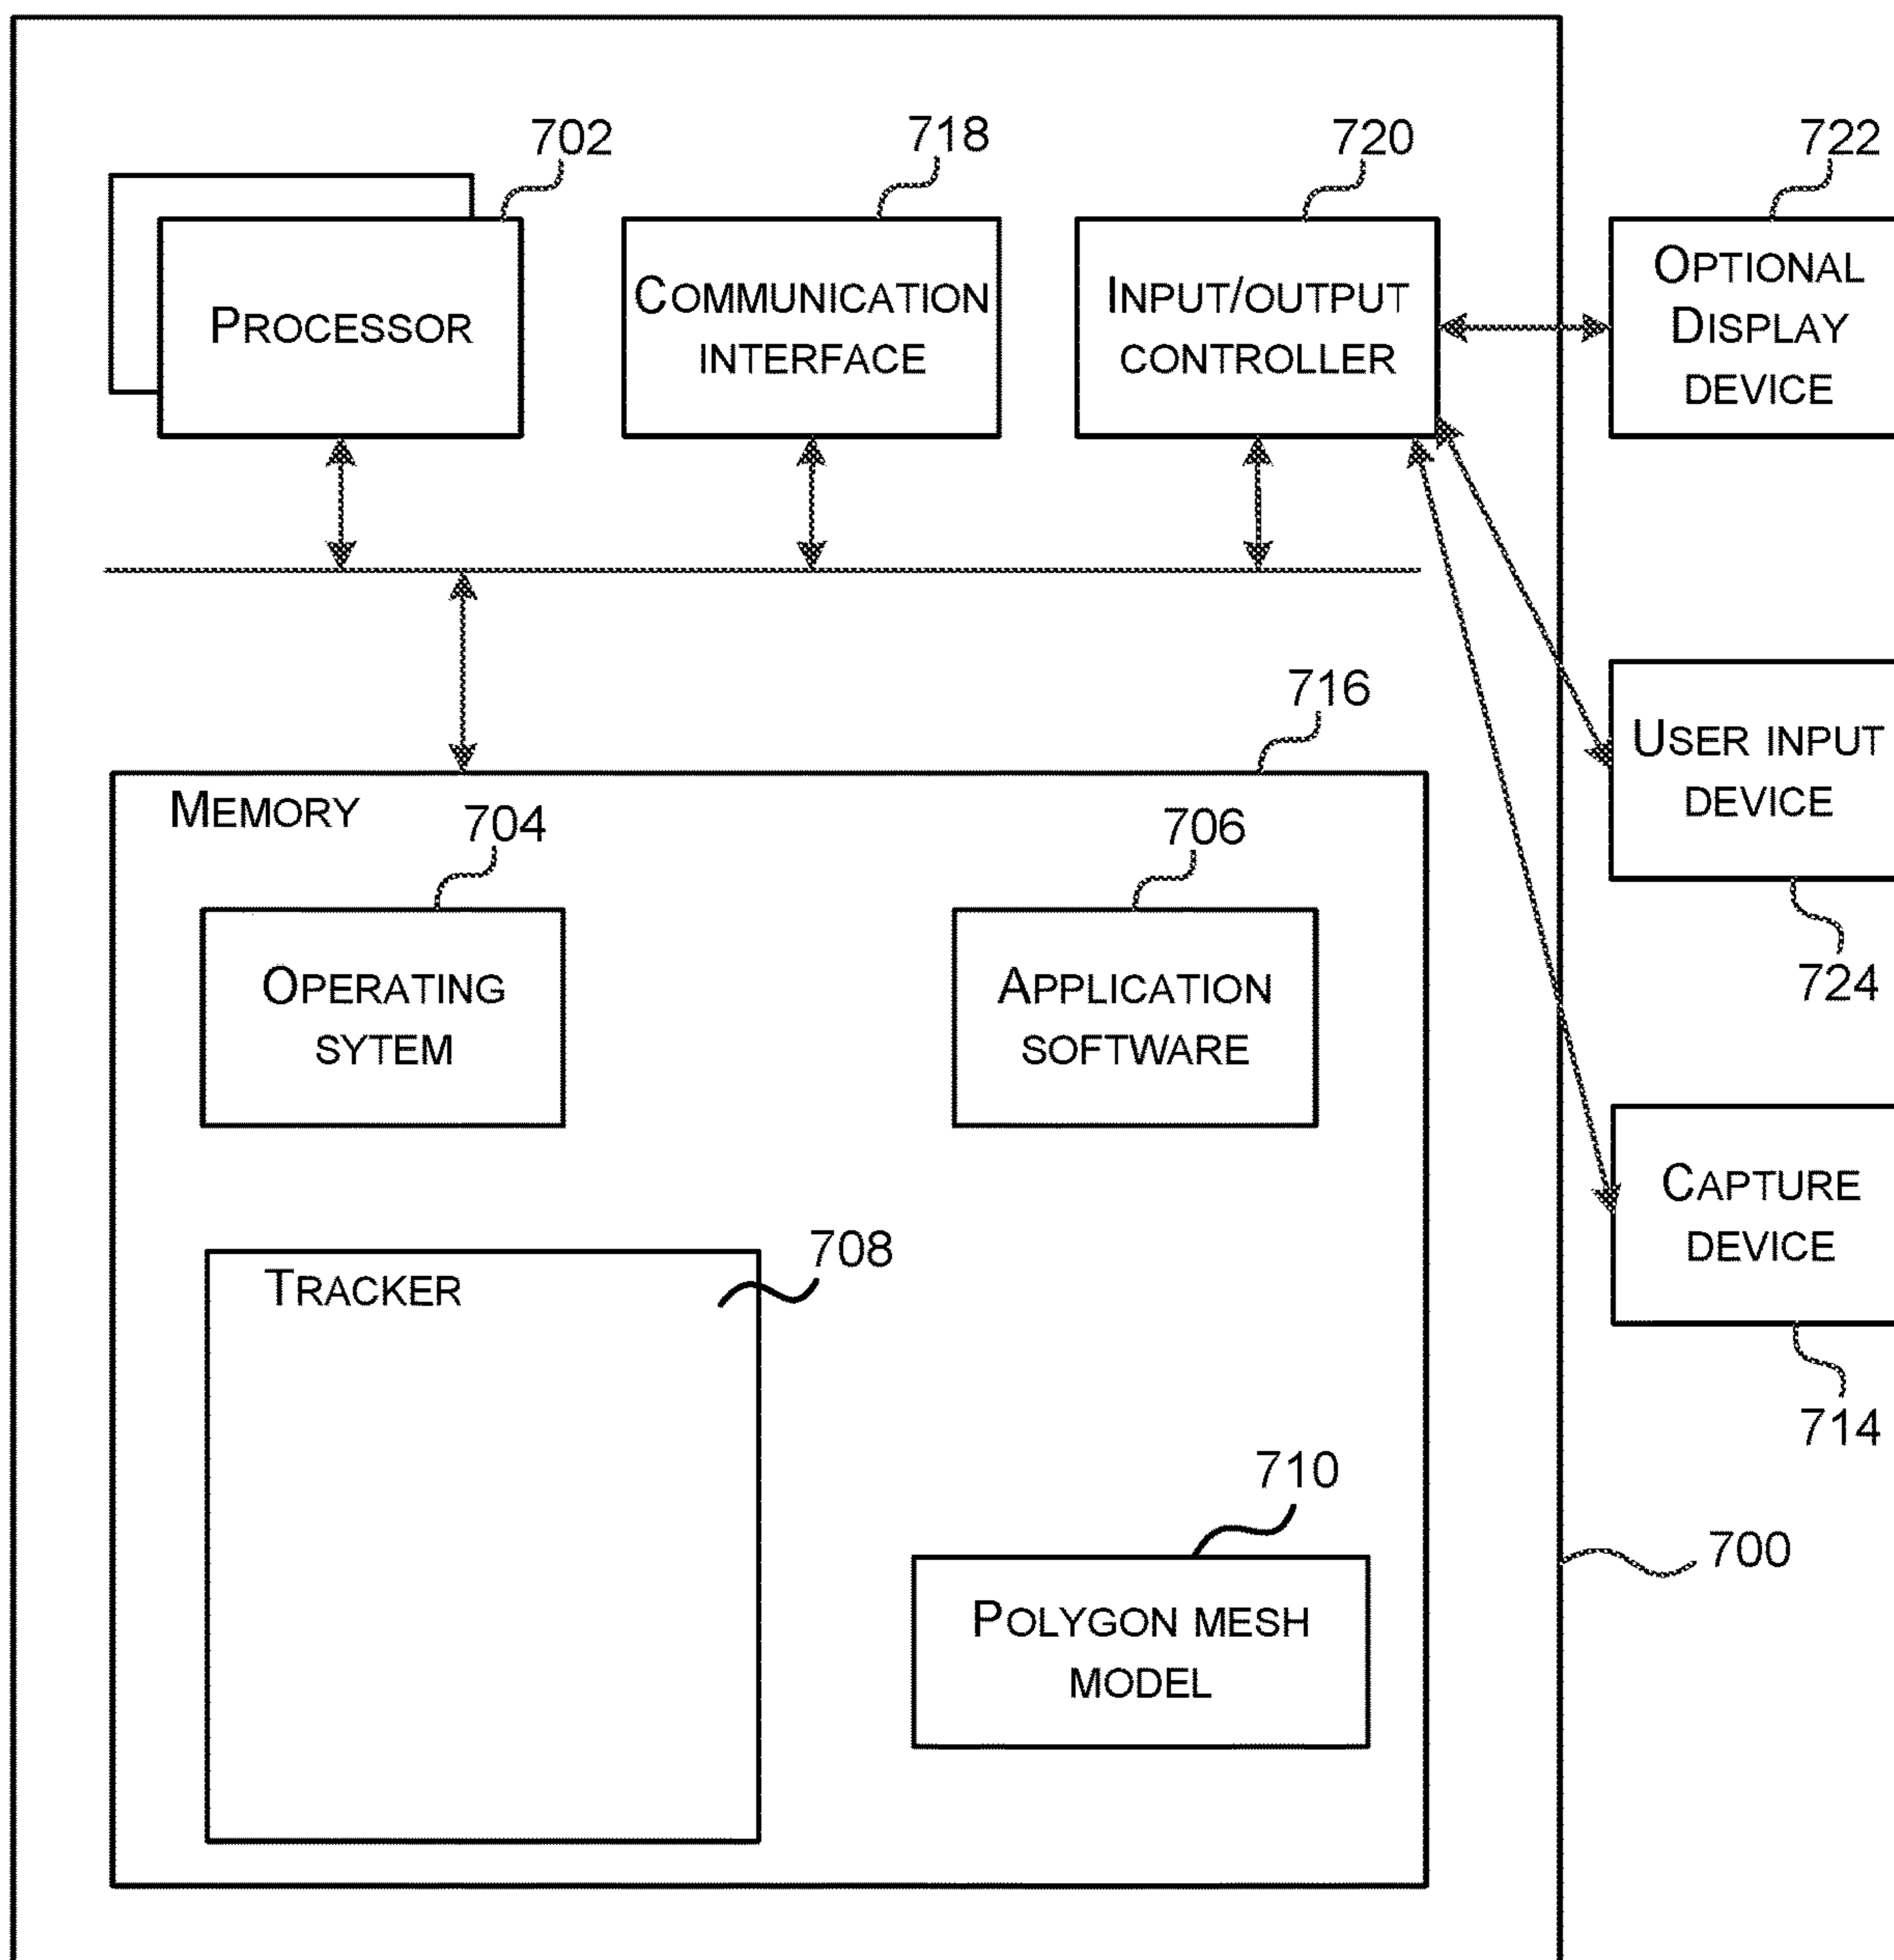 702
718
720
722
PROCESSOR
COMMUNICATION
INTERFACE
INPUT/OUTPUT
CONTROLLER
OPTIONAL
DISPLAY
DEVICE
716
USER INPUT
DEVICE
724
MEMORY
704
706
OPERATING
SYTEM
APPLICATION
SOFTWARE
CAPTURE
DEVICE
714
708
TRACKER
710
POLYGON MESH
MODEL
700